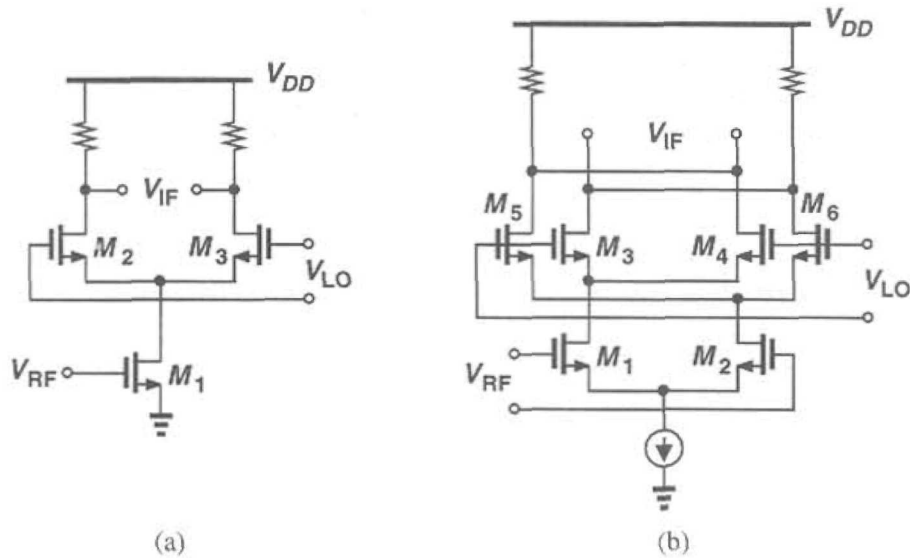 V_DD
V_IF
M_2
M_3
V_LO
V_RF
M_1
(a)
V_DD
V_IF
M_5
M_6
M_3
M_4
V_LO
M_1
M_2
V_RF
(b)